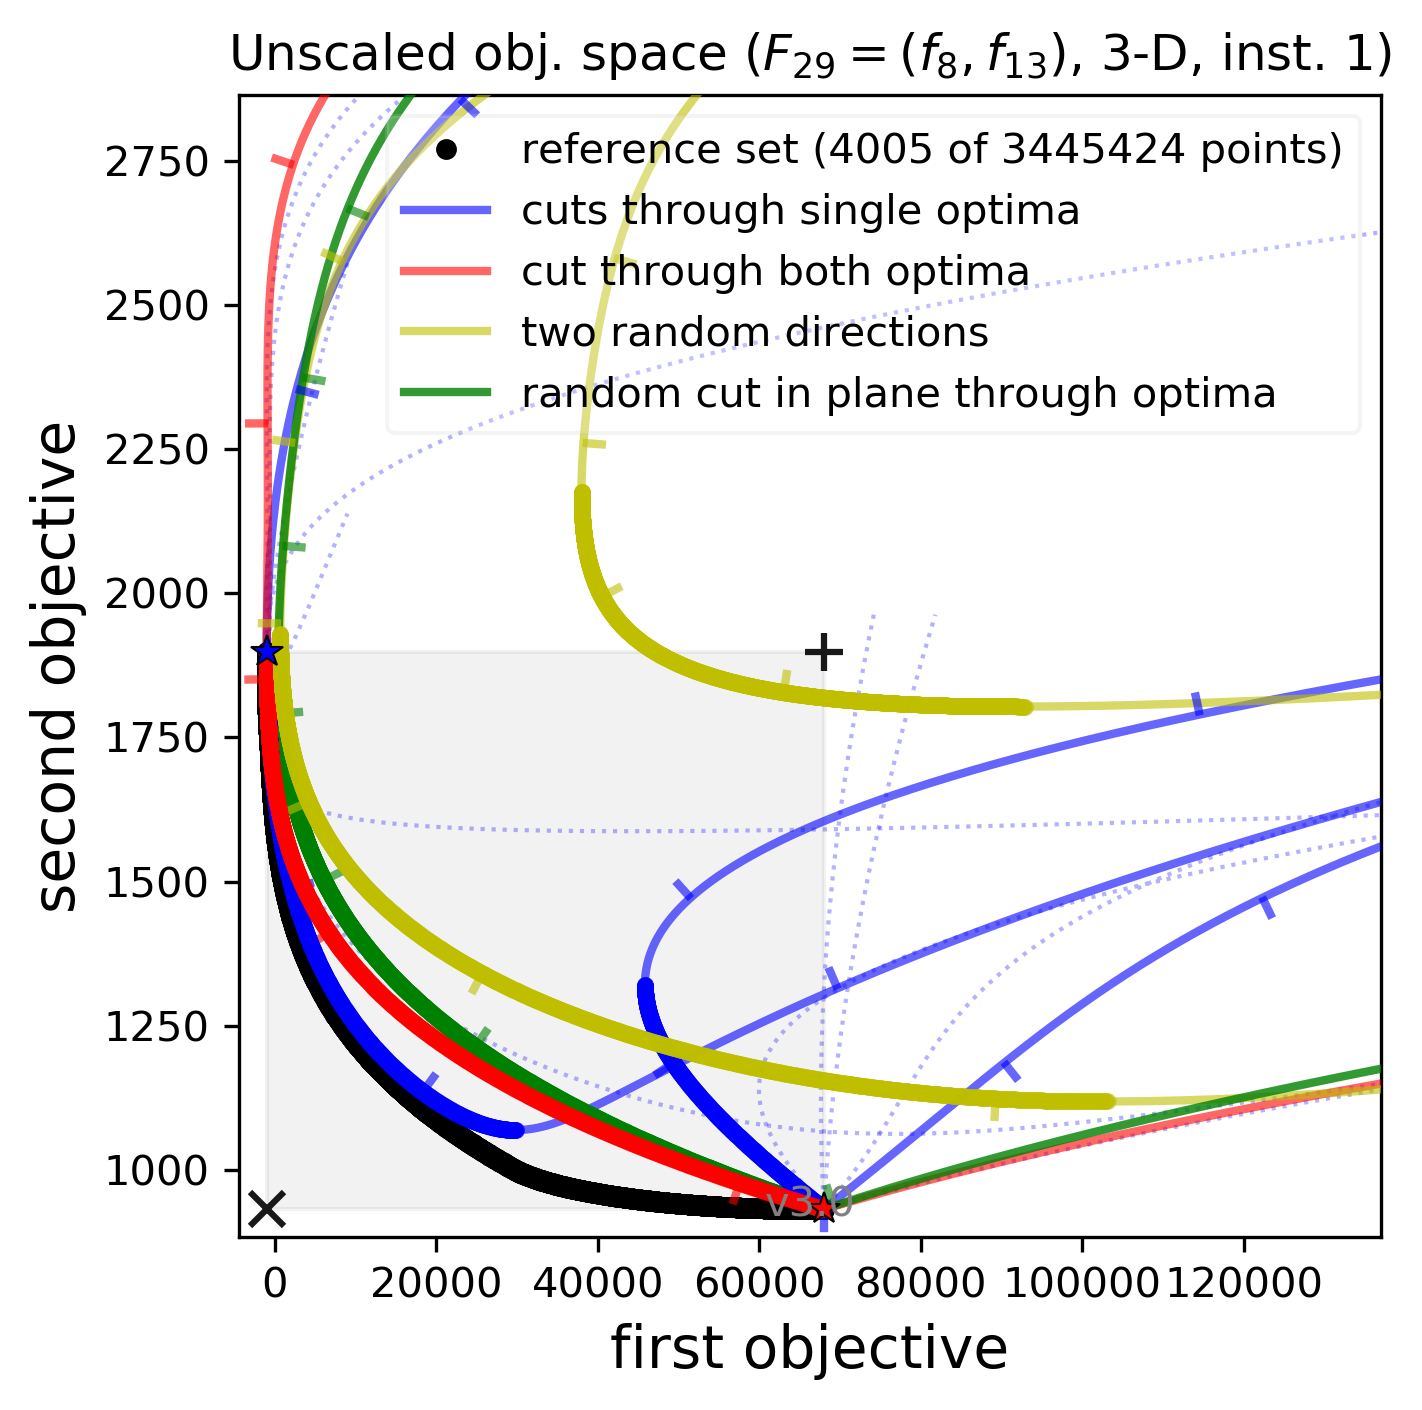 Unscaled obj. space (F29 = (f8, f13), 3-D, inst. 1)
reference set (4005 of 3445424 points)
cuts through single optima
cut through both optima
two random directions
random cut in plane through optima
2750
2500
2250
2000
1750
1500
1250
1000
second objective
v3.0
0 20000 40000 60000 80000 100000 120000
first objective